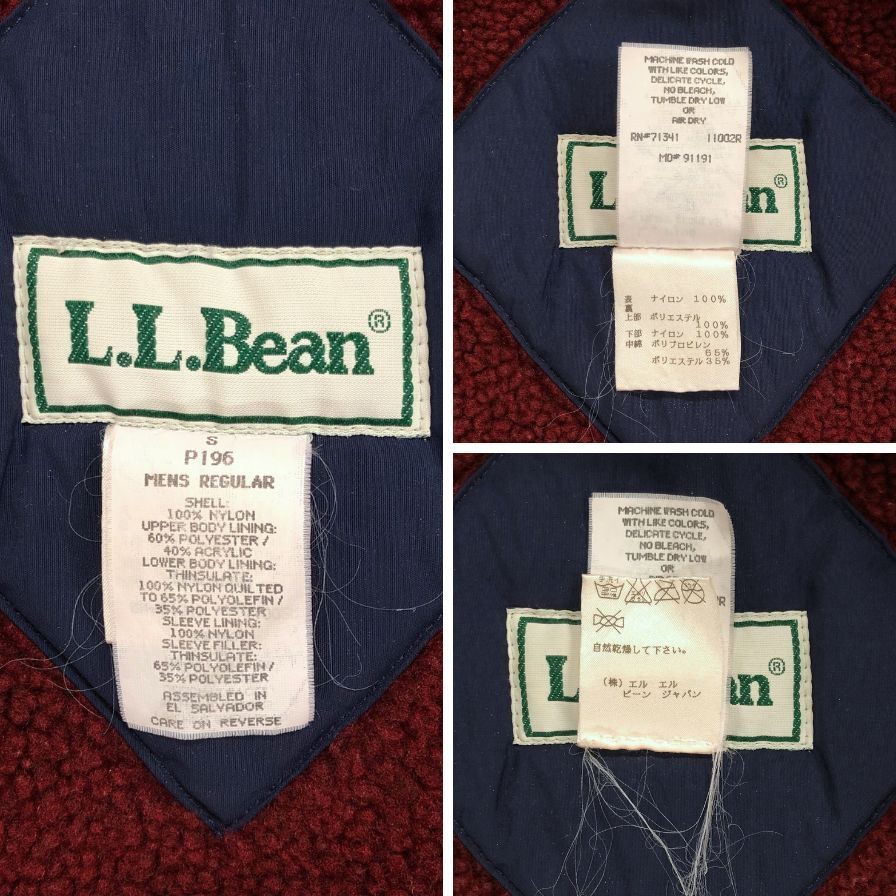 L.L.Bean®
S
P196
MENS REGULAR
SHELL:
100% NYLON
UPPER BODY LINING:
60% POLYESTER /
40% ACRYLIC
LOWER BODY LINING:
THINSULATE:
100% NYLON QUILTED
TO 65% POLYOLEFIN /
35% POLYESTER
SLEEVE LINING:
100% NYLON
SLEEVE FILLER:
THINSULATE:
65% POLYOLEFIN /
35% POLYESTER
ASSEMBLED IN
EL SALVADOR
CARE ON REVERSE
MACHINE WASH COLD
WITH LIKE COLORS,
DELICATE CYCLE,
NO BLEACH,
TUMBLE DRY LOW
OR
AIR DRY
RN#71341 11002R
MO# 91191
L an®
表 ナイロン 100%
裏
上部 ポリエステル
100%
下部 ナイロン 100%
中綿 ポリプロピレン
65%
ポリエステル 35%
MACHINE WASH COLD
WITH LIKE COLORS,
DELICATE CYCLE,
NO BLEACH,
TUMBLE DRY LOW
OR
自然乾燥して下さい。
L an®
(株) エル エル
ビーン ジャパン